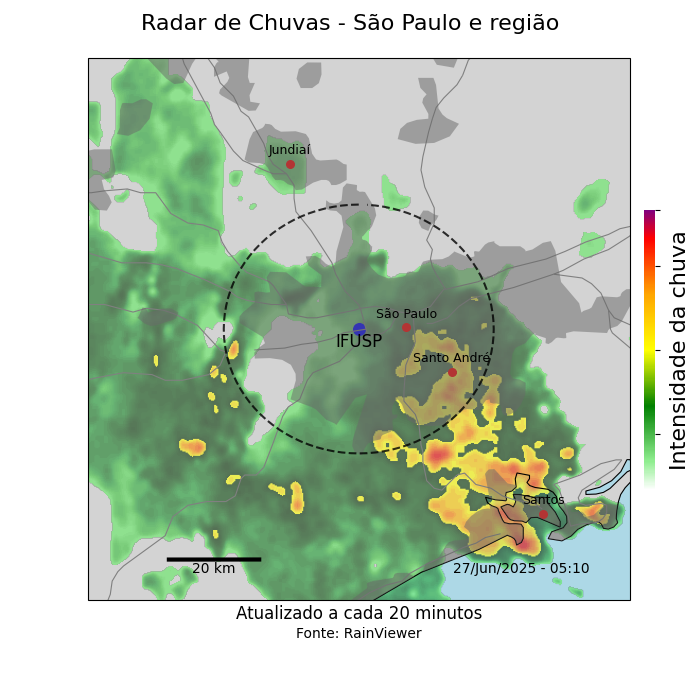 Radar de Chuvas - São Paulo e região
Jundiaí
São Paulo
IFUSP
Santo André
Santos
20 km
27/Jun/2025 - 05:10
Intensidade da chuva
Atualizado a cada 20 minutos
Fonte: RainViewer